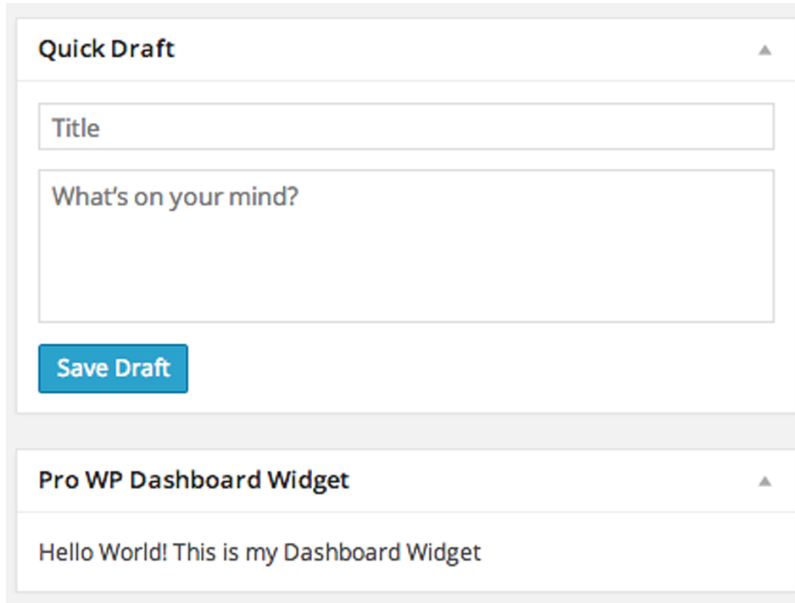 Quick Draft
Title
What's on your mind?
Save Draft
Pro WP Dashboard Widget
Hello World! This is my Dashboard Widget